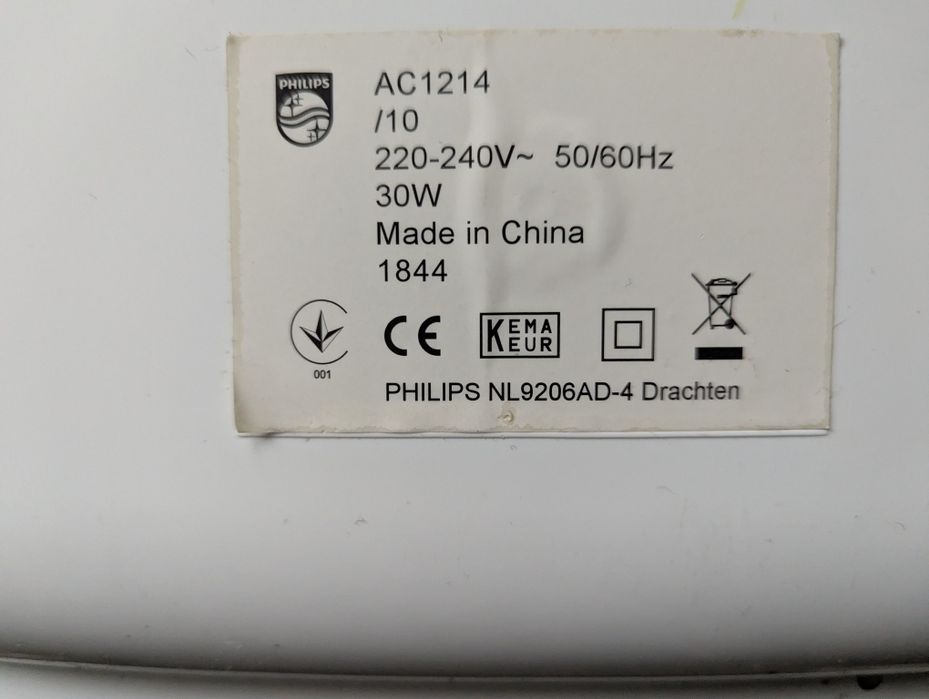 PHILIPS
AC1214
/10
220-240V~ 50/60Hz
30W
Made in China
1844
001
CE
KEMA
EUR
PHILIPS NL9206AD-4 Drachten